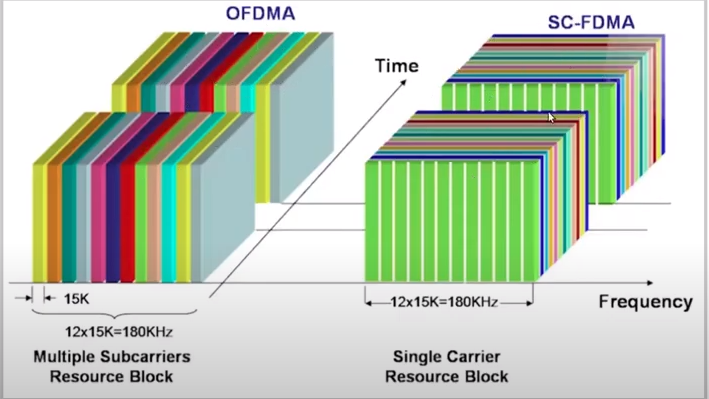 OFDMA
SC-FDMA
Time
15K
12x15K=180KHz
12x15K=180KHz
Frequency
Multiple Subcarriers
Resource Block
Single Carrier
Resource Block